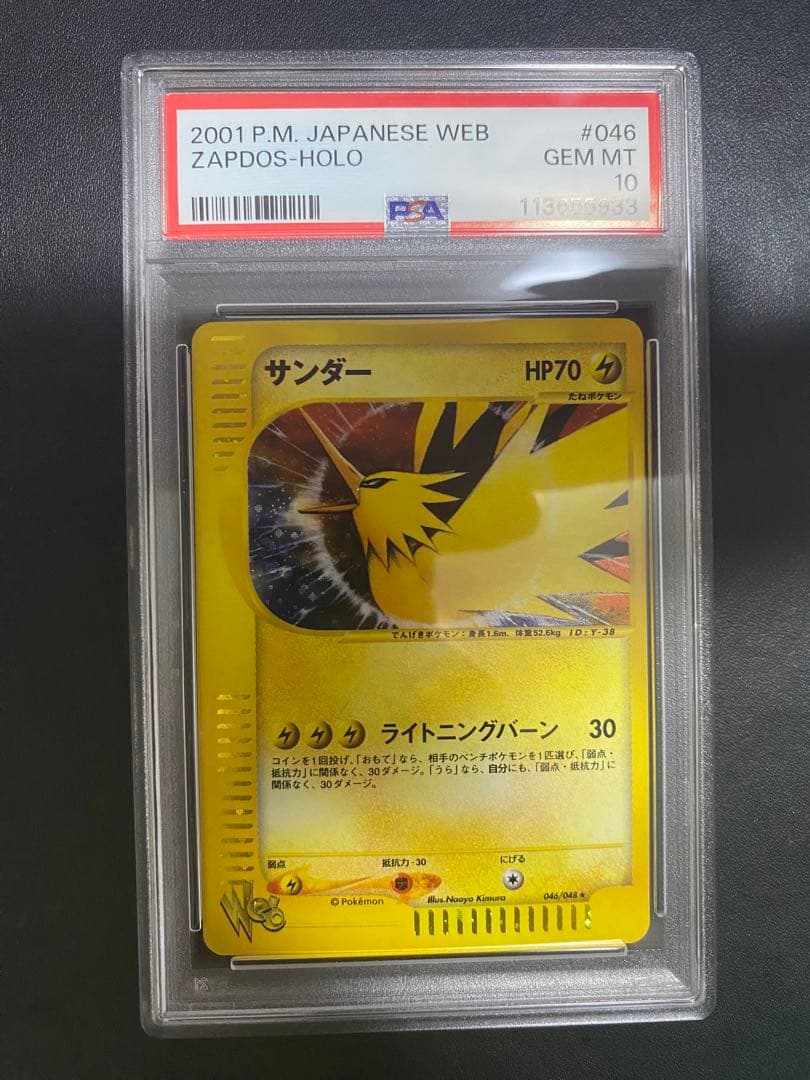 2001 P.M. JAPANESE WEB #046
ZAPDOS-HOLO GEM MT
10
PSA
サンダー HP70
たねポケモン
でんげきポケモン：身長1.6m、体重52.6kg ID:Y-38
ライトニングバーン 30
コインを1回投げ、「おもて」なら、相手のベンチポケモンを1匹選び、「弱点・
抵抗力」に関係なく、30ダメージ。「うら」なら、自分にも、「弱点・抵抗力」に
関係なく、30ダメージ。
弱点 抵抗力-30 にげる
Web
©Pokémon Illus. Naoyo Kimura 046/048★